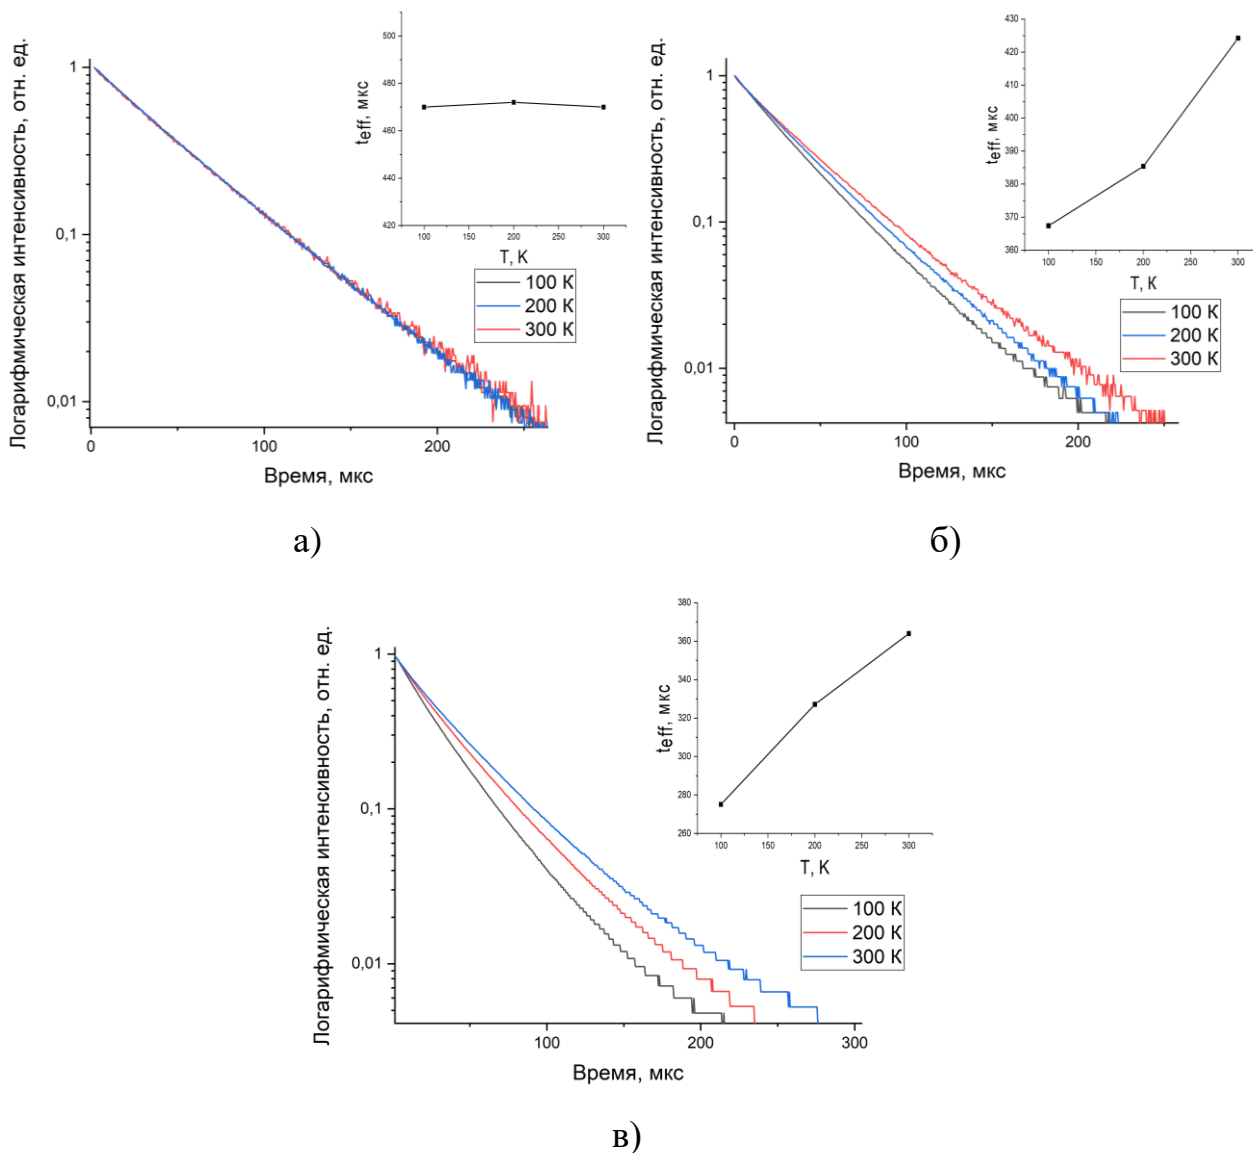 Логарифмическая интенсивность, отн. ед.
1
0,1
0,01
0
100
200
Время, мкс
teff, мкс
510
500
480
460
440
420
100
150
200
250
300
T, K
100 К
200 К
300 К
а)
Логарифмическая интенсивность, отн. ед.
1
0,1
0,01
0
100
200
Время, мкс
teff, мкс
430
420
410
400
390
380
370
360
100
150
200
250
300
T, К
100 К
200 К
300 К
б)
Логарифмическая интенсивность, отн. ед.
1
0,1
0,01
100
200
300
Время, мкс
teff, мкс
380
360
340
320
300
280
260
100
150
200
250
300
T, K
100 К
200 К
300 К
в)